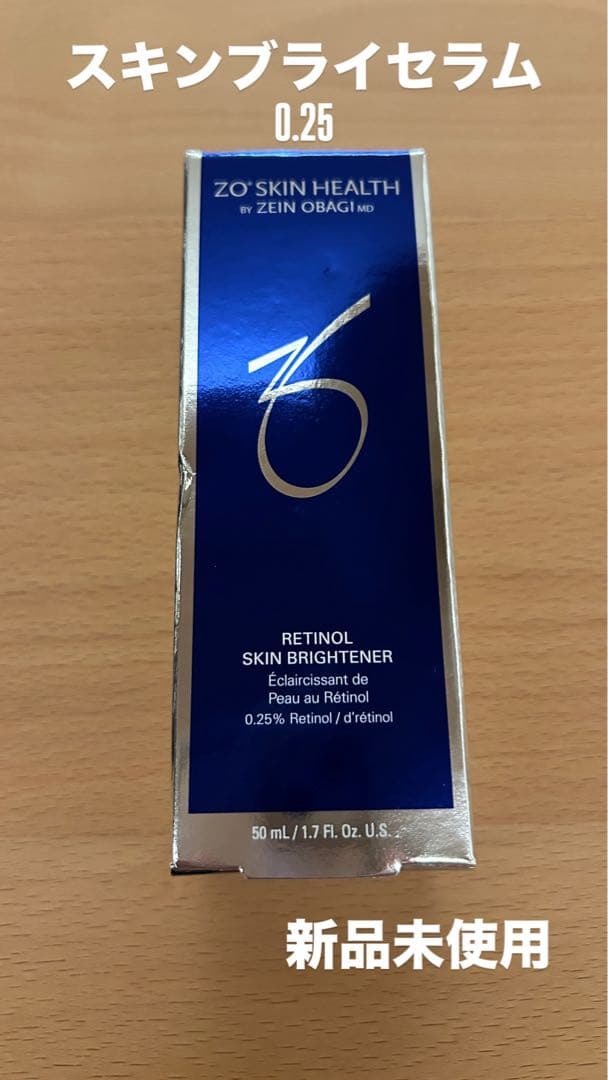 スキンブライセラム
0.25
ZO® SKIN HEALTH
BY ZEIN OBAGI MD
RETINOL
SKIN BRIGHTENER
Éclaircissant de
Peau au Rétinol
0.25% Retinol / d'rétinol
50 mL / 1.7 Fl. Oz. U.S.
新品未使用